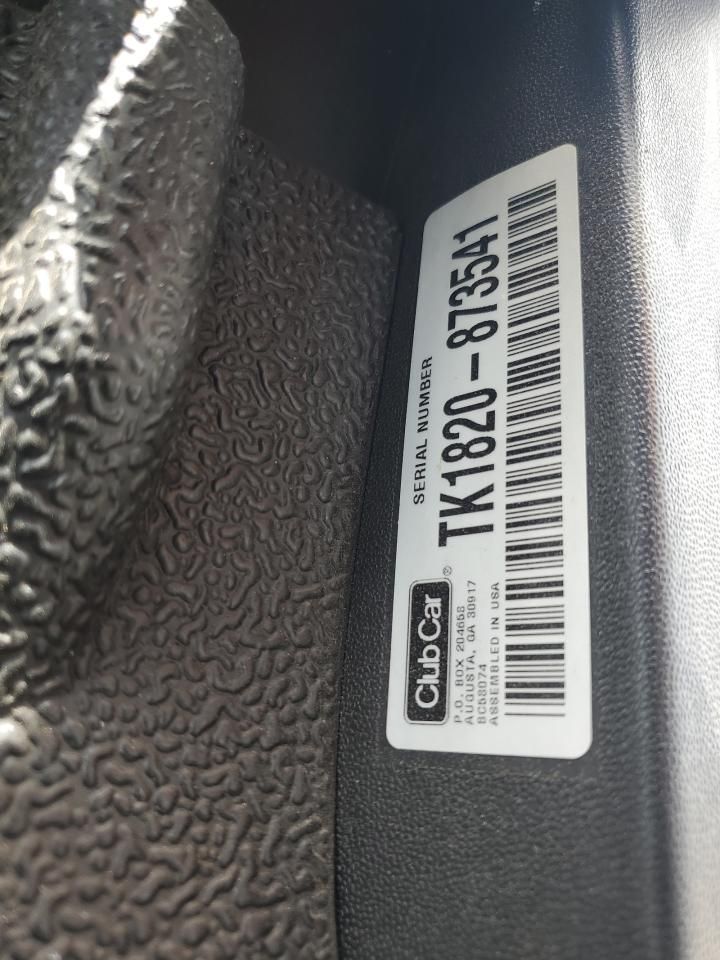 SERIAL NUMBER
TK1820-873541
Club Car®
P.O. BOX 204658
AUGUSTA, GA 30917
BC58074
ASSEMBLED IN USA